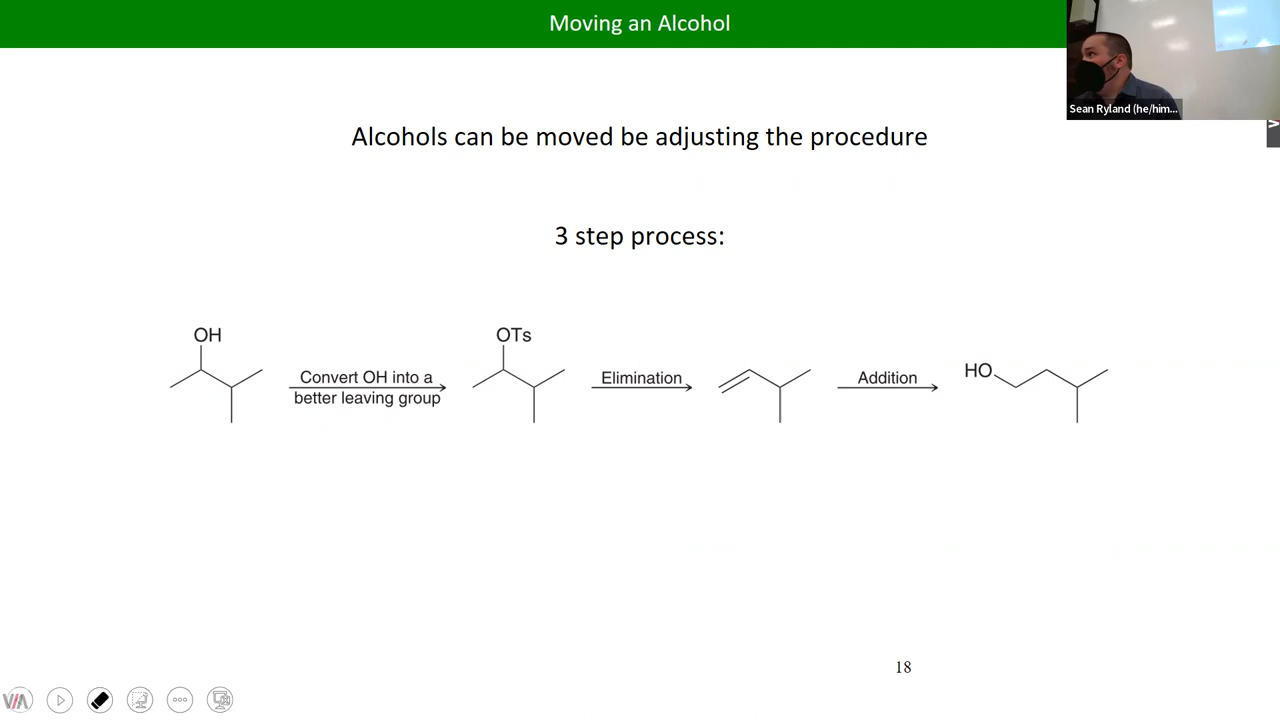 Moving an Alcohol
Sean Ryland (he/him...
Alcohols can be moved be adjusting the procedure
3 step process:
OH
Convert OH into a
better leaving group
OTs
Elimination
Addition
HO
18
VIA